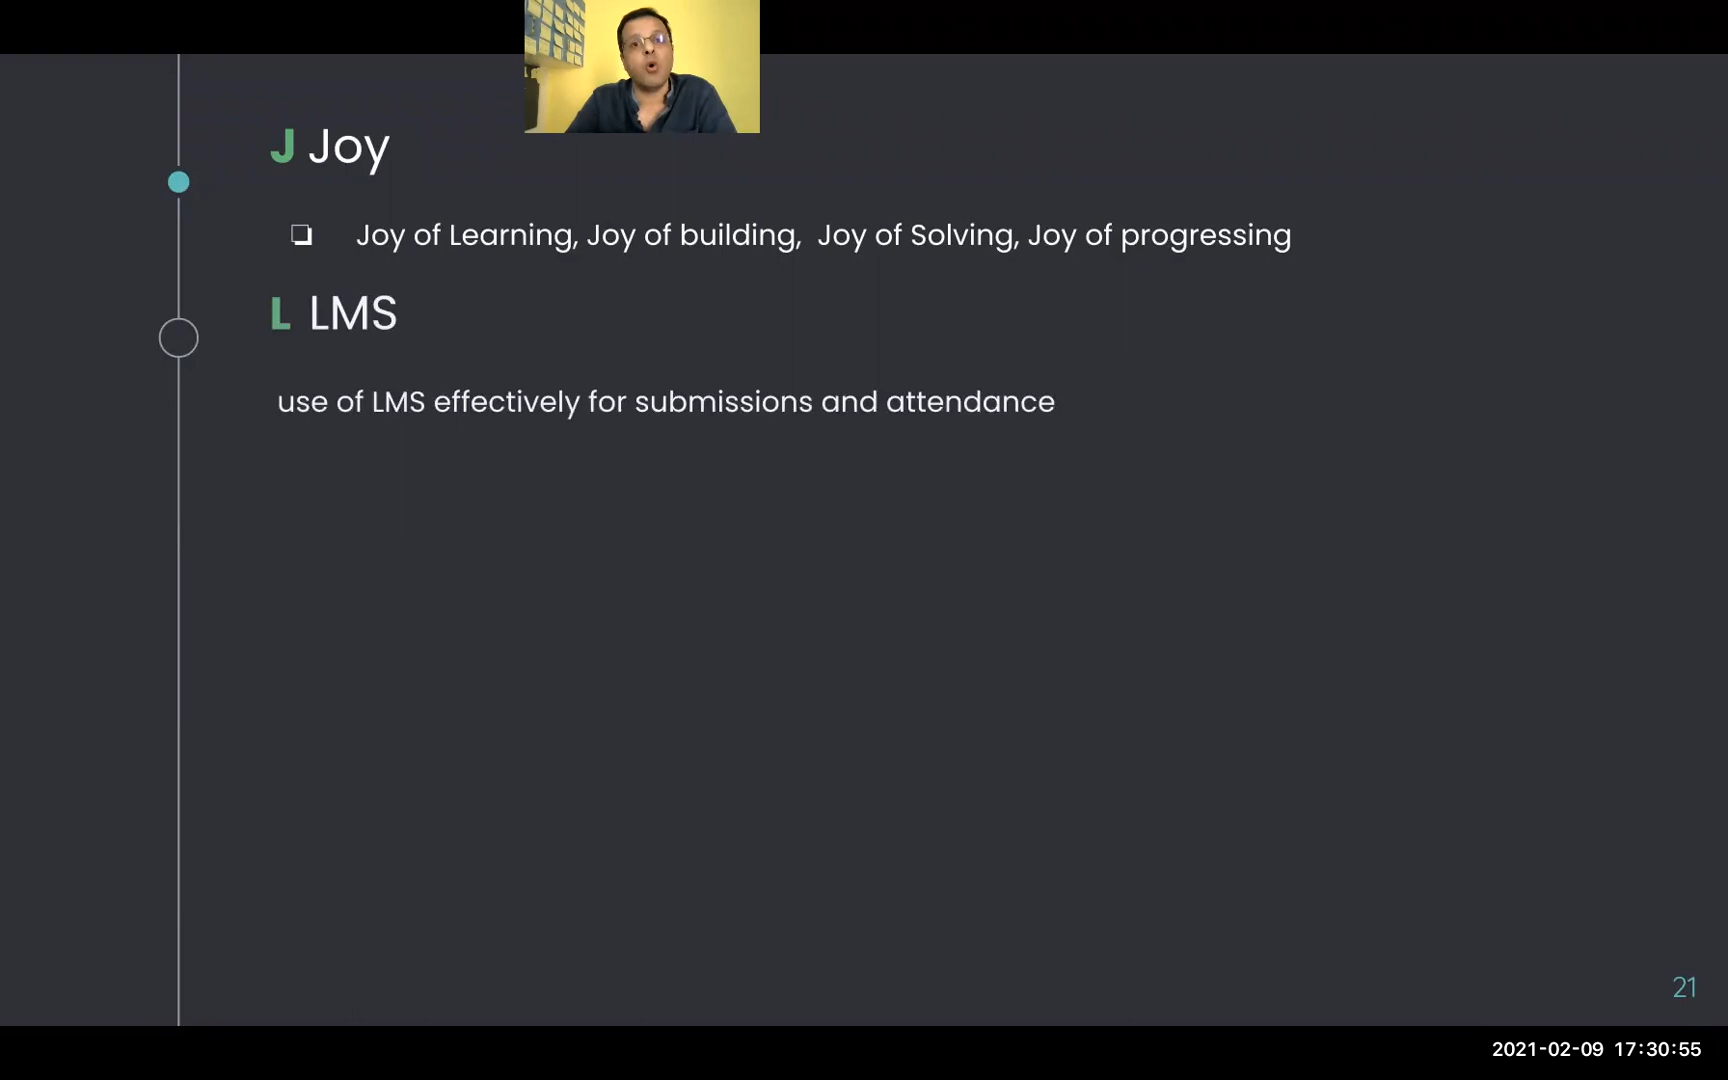 J Joy
❏ Joy of Learning, Joy of building, Joy of Solving, Joy of progressing
L LMS
use of LMS effectively for submissions and attendance
21
2021-02-09 17:30:55